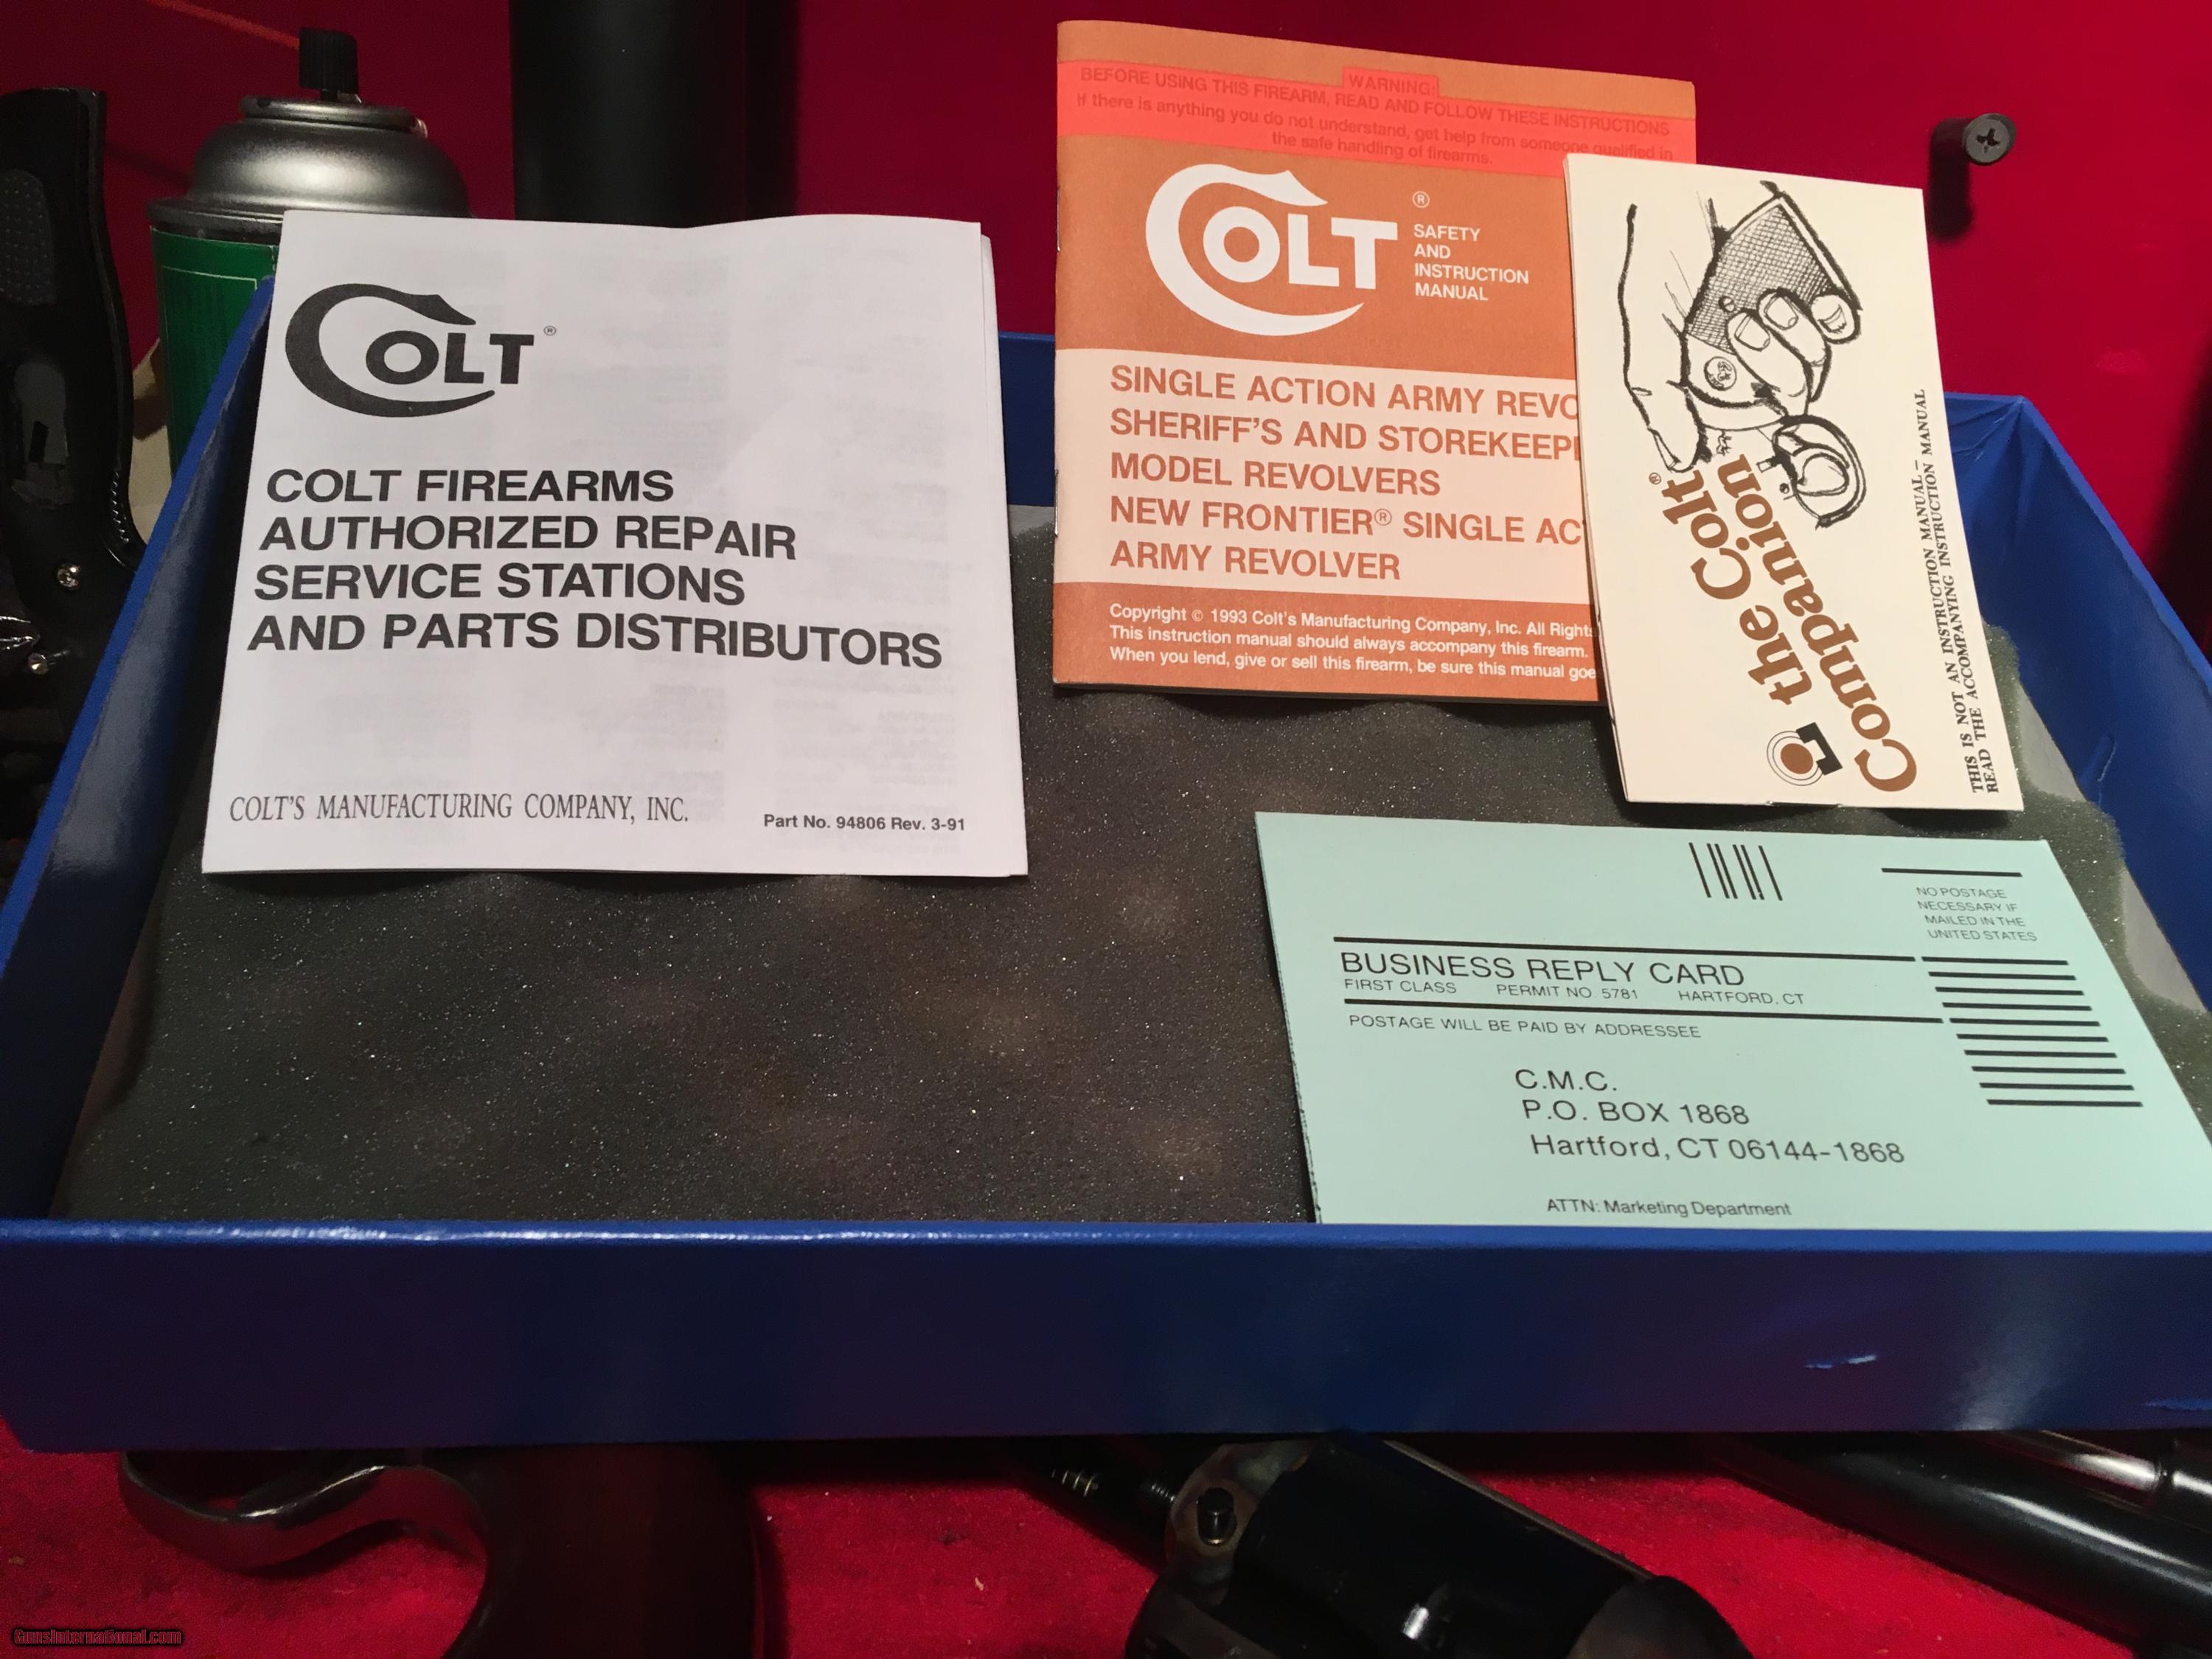 COLT®
COLT FIREARMS
AUTHORIZED REPAIR
SERVICE STATIONS
AND PARTS DISTRIBUTORS
COLT'S MANUFACTURING COMPANY, INC.
Part No. 94806 Rev. 3-91
WARNING:
BEFORE USING THIS FIREARM, READ AND FOLLOW THESE INSTRUCTIONS
If there is anything you do not understand, get help from someone qualified in
the safe handling of firearms.
COLT®
SAFETY
AND
INSTRUCTION
MANUAL
SINGLE ACTION ARMY REVO
SHERIFF'S AND STOREKEEP
MODEL REVOLVERS
NEW FRONTIER® SINGLE AC
ARMY REVOLVER
Copyright © 1993 Colt's Manufacturing Company, Inc. All Right
This instruction manual should always accompany this firearm.
When you lend, give or sell this firearm, be sure this manual goe
the Colt®
Companion
THIS IS NOT AN INSTRUCTION MANUAL—
READ THE ACCOMPANYING INSTRUCTION MANUAL
NO POSTAGE
NECESSARY IF
MAILED IN THE
UNITED STATES
BUSINESS REPLY CARD
FIRST CLASS PERMIT NO 5781 HARTFORD, CT
POSTAGE WILL BE PAID BY ADDRESSEE
C.M.C.
P.O. BOX 1868
Hartford, CT 06144-1868
ATTN: Marketing Department
GunsInternational.com